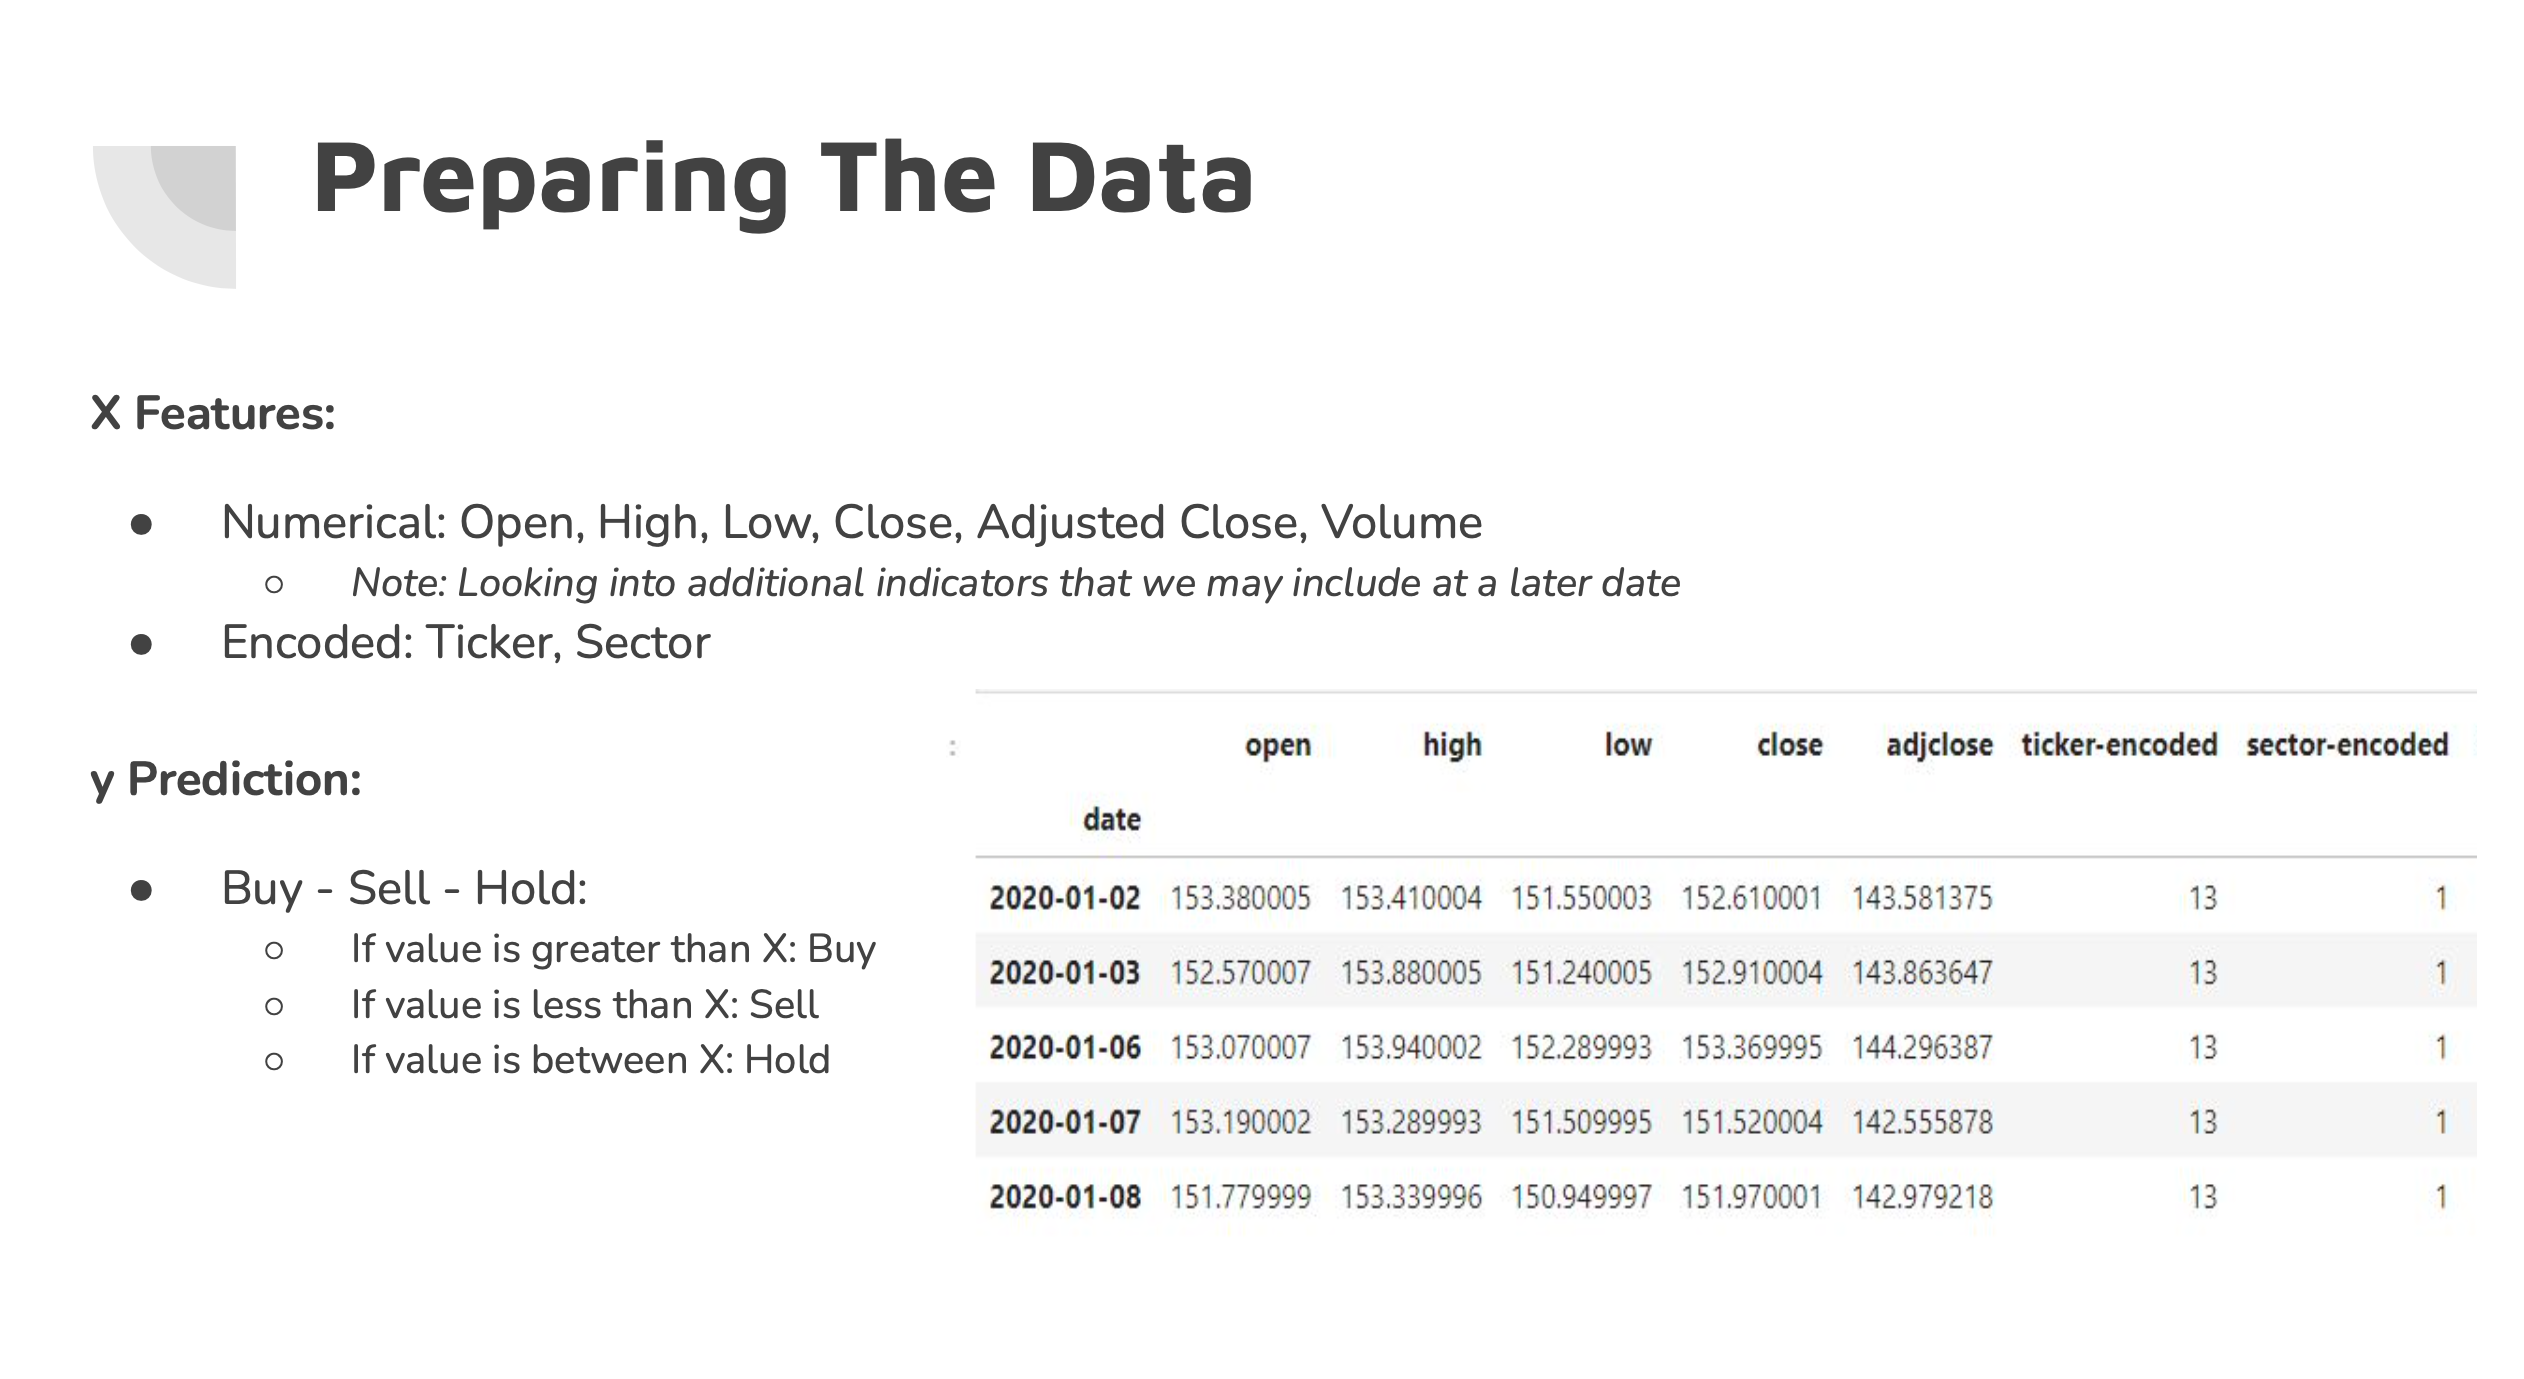 Preparing The Data
X Features:
● Numerical: Open, High, Low, Close, Adjusted Close, Volume
○ Note: Looking into additional indicators that we may include at a later date
● Encoded: Ticker, Sector
y Prediction:
● Buy - Sell - Hold:
○ If value is greater than X: Buy
○ If value is less than X: Sell
○ If value is between X: Hold
: open high low close adjclose ticker-encoded sector-encoded
date
2020-01-02 153.380005 153.410004 151.550003 152.610001 143.581375 13 1
2020-01-03 152.570007 153.880005 151.240005 152.910004 143.863647 13 1
2020-01-06 153.070007 153.940002 152.289993 153.369995 144.296387 13 1
2020-01-07 153.190002 153.289993 151.509995 151.520004 142.555878 13 1
2020-01-08 151.779999 153.339996 150.949997 151.970001 142.979218 13 1